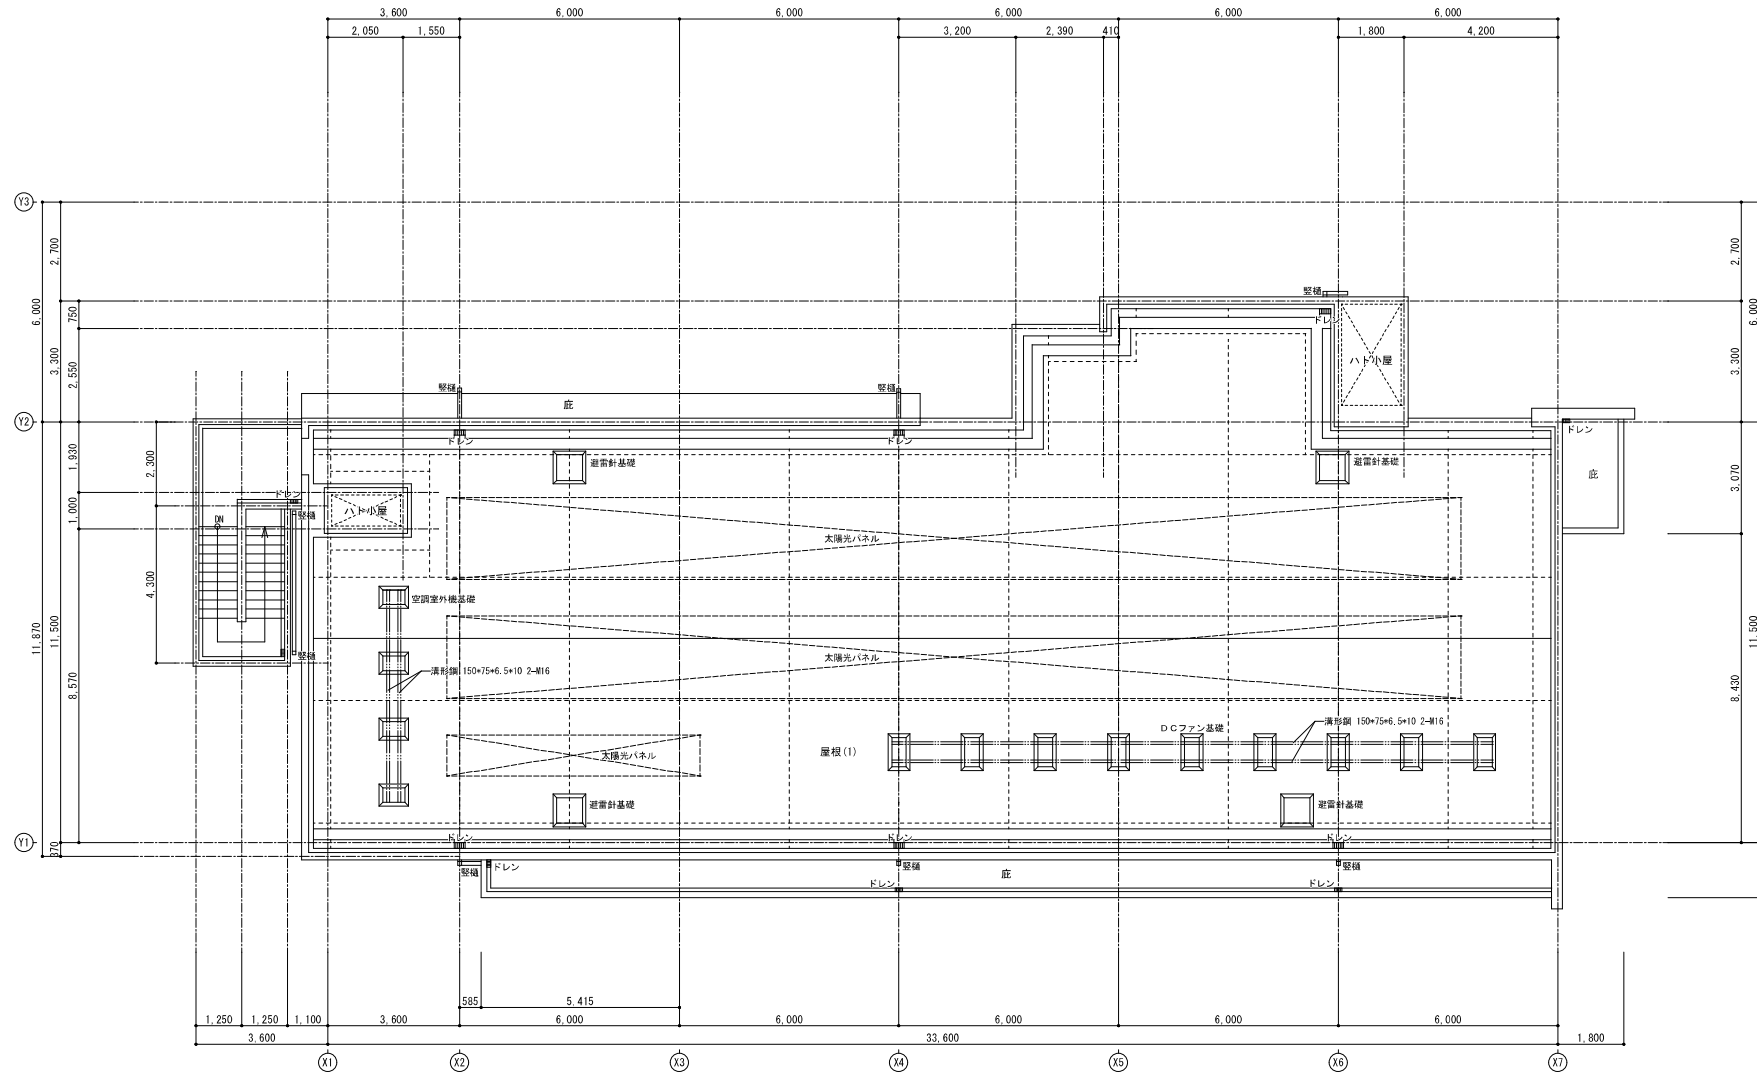 3,600 6,000 6,000 6,000 6,000 6,000
2,050 1,550 3,200 2,390 410 1,800 4,200
Y3
2,700
2,700
6,000
750
3,300
2,550
6,000
3,300
竪樋
ドレン
ハト小屋
竪樋
竪樋
庇
Y2
ドレン
ドレン
ドレン
2,300
1,930
避雷針基礎
避雷針基礎
庇
3,070
1,000
ドレン
竪樋
ハト小屋
DN
太陽光パネル
4,300
空調室外機基礎
11,870
11,500
8,570
竪樋
太陽光パネル
溝形鋼 150*75*6.5*10 2-M16
11,500
8,430
溝形鋼 150*75*6.5*10 2-M16
DCファン基礎
太陽光パネル
屋根(1)
避雷針基礎
避雷針基礎
Y1
370
ドレン
ドレン
ドレン
竪樋
ドレン
竪樋
竪樋
庇
ドレン
ドレン
585 5,415
1,250 1,250 1,100 3,600 6,000 6,000 6,000 6,000 6,000
3,600 33,600 1,800
X1 X2 X3 X4 X5 X6 X7